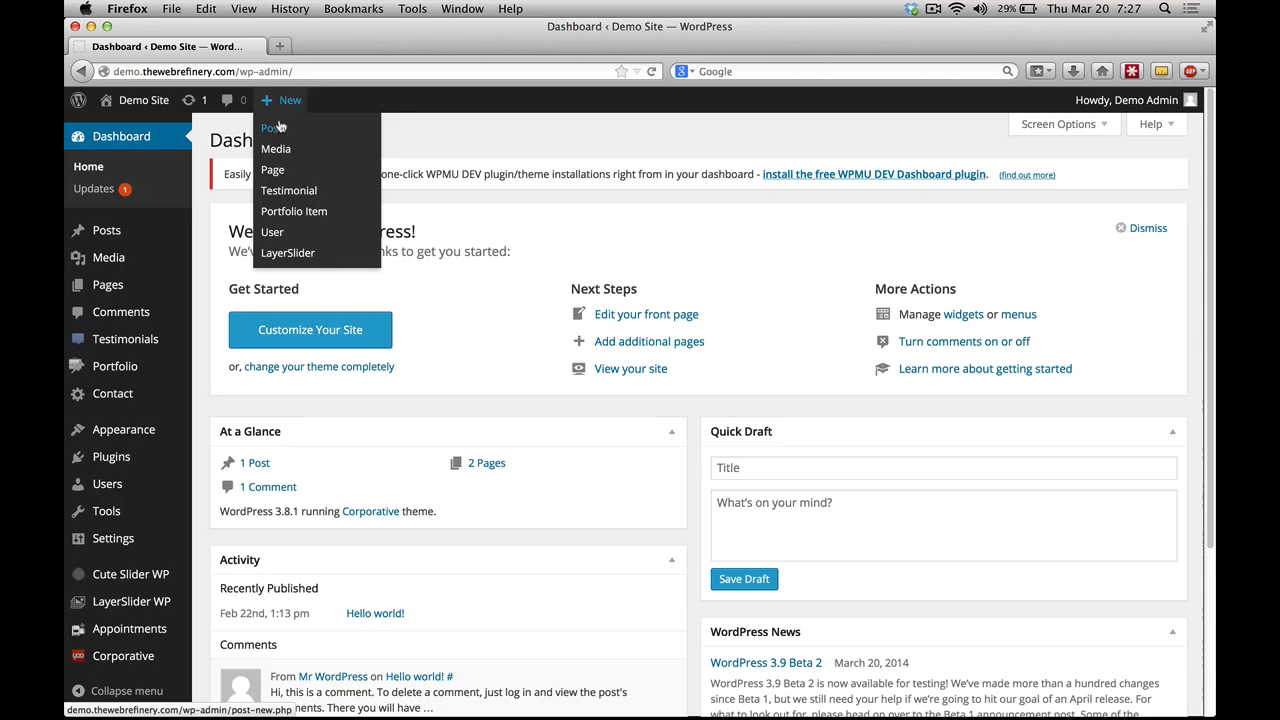 Firefox File Edit View History Bookmarks Tools Window Help 29% Thu Mar 20 7:27
Dashboard ‹ Demo Site — WordPress
Dashboard ‹ Demo Site — Word...
demo.thewebrefinery.com/wp-admin/ Google
Demo Site 1 0 + New Howdy, Demo Admin
Screen Options Help
Dashboard
Home
Updates 1
Posts
Media
Pages
Comments
Testimonials
Portfolio
Contact
Appearance
Plugins
Users
Tools
Settings
Cute Slider WP
LayerSlider WP
Appointments
Corporative
Collapse menu
Post
Media
Page
Testimonial
Portfolio Item
User
LayerSlider
Dash
Easily one-click WPMU DEV plugin/theme installations right from in your dashboard - install the free WPMU DEV Dashboard plugin. (find out more)
We ress!
We'v nks to get you started:
Dismiss
Get Started
Customize Your Site
or, change your theme completely
Next Steps
Edit your front page
Add additional pages
View your site
More Actions
Manage widgets or menus
Turn comments on or off
Learn more about getting started
At a Glance
1 Post 2 Pages
1 Comment
WordPress 3.8.1 running Corporative theme.
Activity
Recently Published
Feb 22nd, 1:13 pm Hello world!
Comments
From Mr WordPress on Hello world! #
Hi, this is a comment. To delete a comment, just log in and view the post's
mments. There you will have …
Quick Draft
Title
What's on your mind?
Save Draft
WordPress News
WordPress 3.9 Beta 2 March 20, 2014
WordPress 3.9 Beta 2 is now available for testing! We've made more than a hundred changes
since Beta 1, but we still need your help if we're going to hit our goal of an April release. For
what to look out for, please head on over to the Beta 1 announcement post. Some of the
demo.thewebrefinery.com/wp-admin/post-new.php